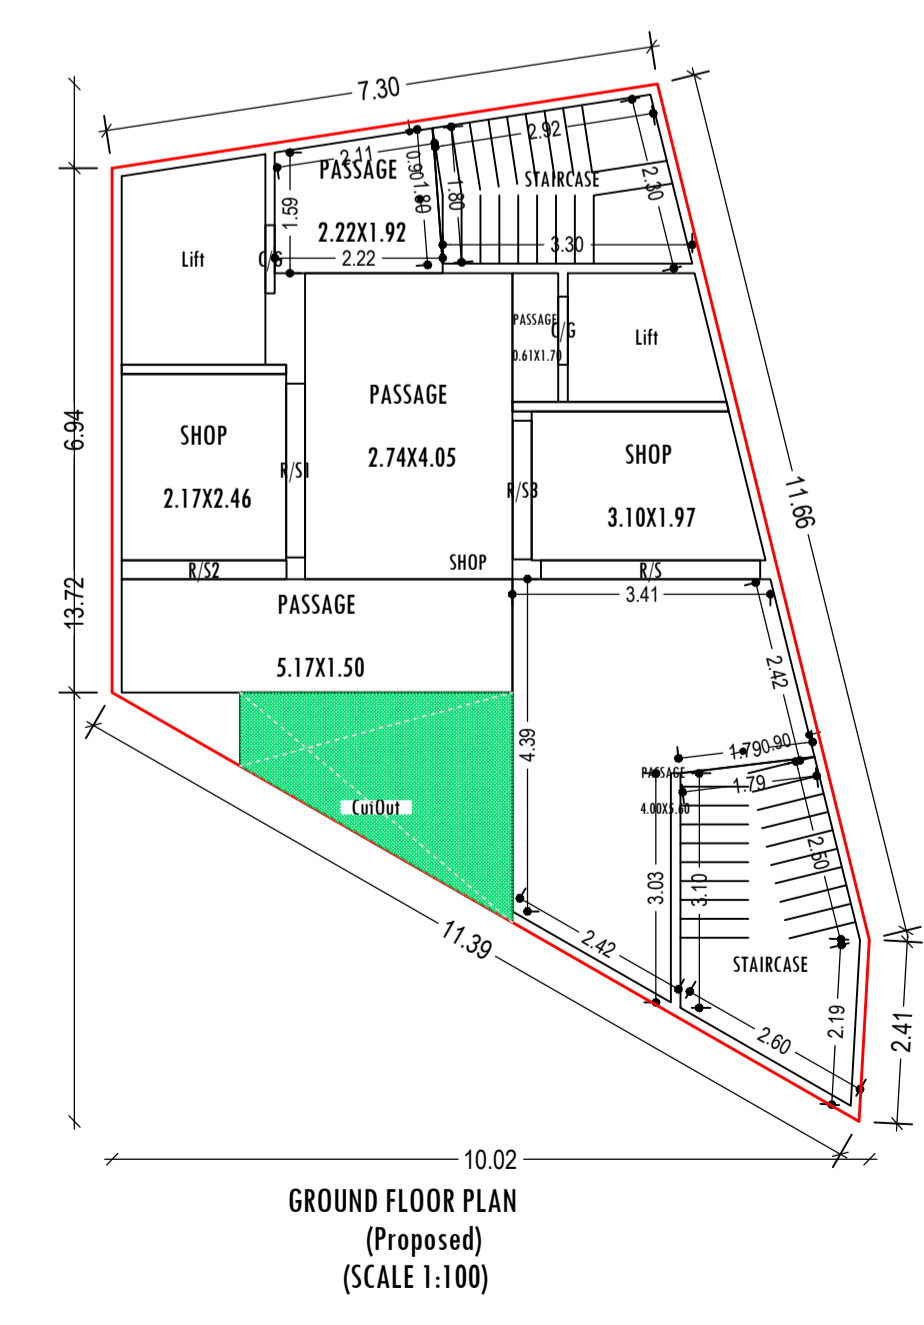 7.30
2.92
2.11
PASSAGE
0.90
1.80
1.80
STAIRCASE
2.30
1.59
2.22X1.92
3.30
Lift
C/G
2.22
PASSAGE
C/G
Lift
0.61X1.70
PASSAGE
6.94
SHOP
2.74X4.05
SHOP
R/S1
2.17X2.46
R/S3
3.10X1.97
11.66
SHOP
R/S2
R/S
13.72
PASSAGE
3.41
5.17X1.50
2.42
4.39
1.79
0.90
PASSAGE
1.79
CuiOut
4.00X5.60
2.50
3.03
3.10
11.39
2.42
STAIRCASE
2.19
2.41
2.60
10.02
GROUND FLOOR PLAN
(Proposed)
(SCALE 1:100)